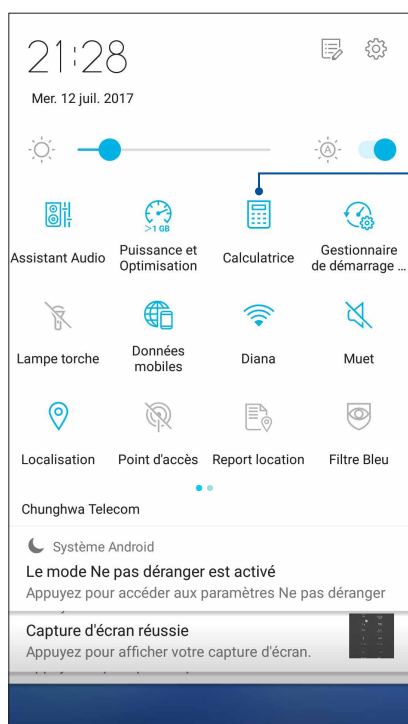 21:28
Mer. 12 juil. 2017
A
>1 GB
Assistant Audio
Puissance et
Optimisation
Calculatrice
Gestionnaire
de démarrage ...
Lampe torche
Données
mobiles
Diana
Muet
Localisation
Point d'accès
Report location
Filtre Bleu
Chunghwa Telecom
Système Android
Le mode Ne pas déranger est activé
Appuyez pour accéder aux paramètres Ne pas déranger
Capture d'écran réussie
Appuyez pour afficher votre capture d'écran.